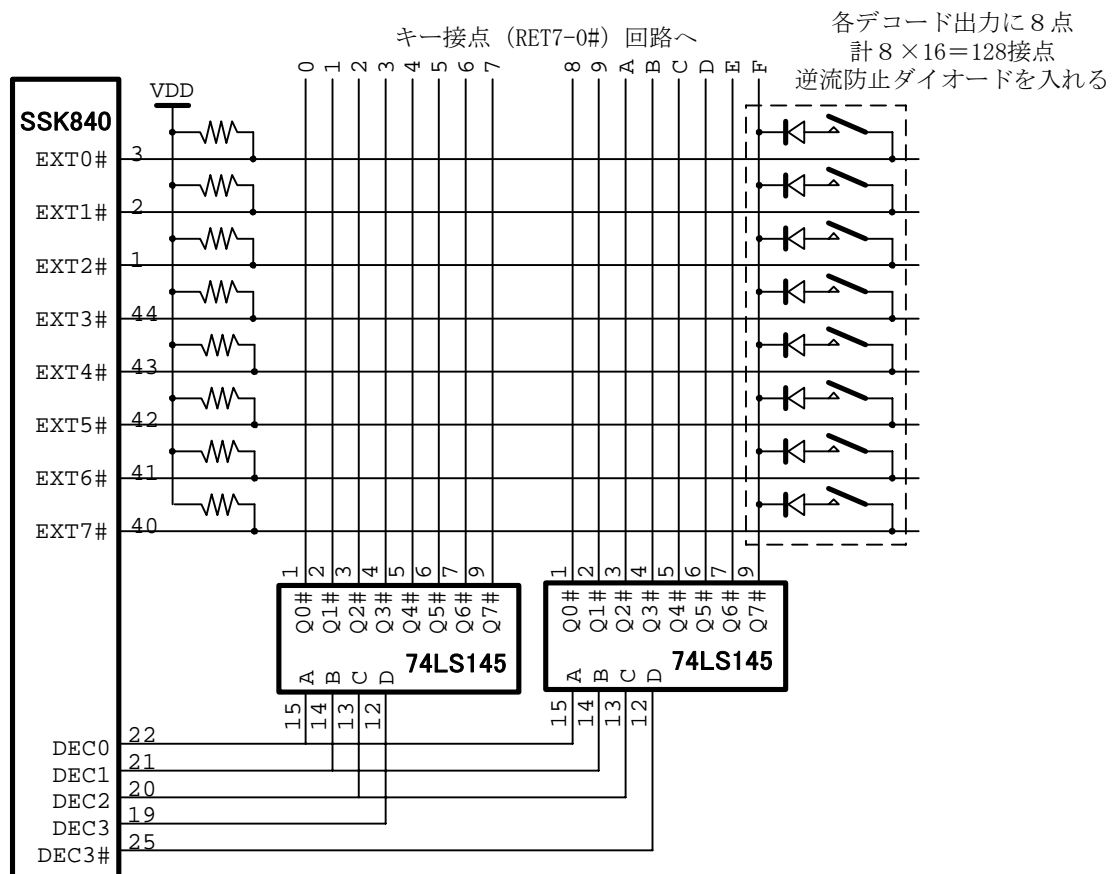 キー接点 (RET7-0#) 回路へ
各デコード出力に８点
計８×16＝128接点
逆流防止ダイオードを入れる
0 1 2 3 4 5 6 7
8 9 A B C D E F
VDD
SSK840
EXT0# 3
EXT1# 2
EXT2# 1
EXT3# 44
EXT4# 43
EXT5# 42
EXT6# 41
EXT7# 40
1 2 3 4 5 6 7 9
Q0# Q1# Q2# Q3# Q4# Q5# Q6# Q7#
74LS145
A B C D
15 14 13 12
1 2 3 4 5 6 7 9
Q0# Q1# Q2# Q3# Q4# Q5# Q6# Q7#
74LS145
A B C D
15 14 13 12
DEC0 22
DEC1 21
DEC2 20
DEC3 19
DEC3# 25